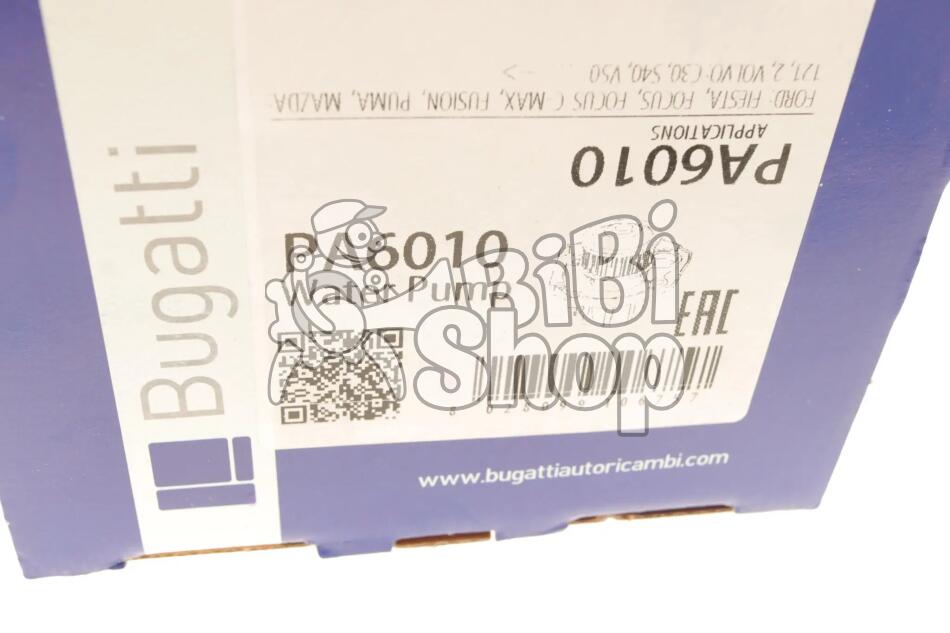 121, 2, VOLVO: C30, S40, V50
FORD: FIESTA, FOCUS, FOCUS C-MAX, FUSION, PUMA, MAZDA:
APPLICATIONS
PA6010
Bugatti
PA6010
Water Pump
BiBi
Shop
EAC
www.bugattiautoricambi.com